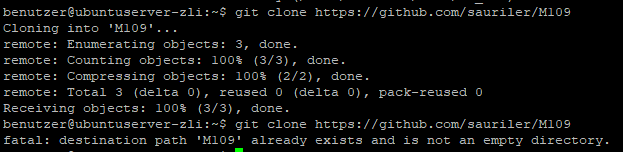 benutzer@ubuntuserver-zli:~$ git clone https://github.com/sauriler/M109
Cloning into 'M109'...
remote: Enumerating objects: 3, done.
remote: Counting objects: 100% (3/3), done.
remote: Compressing objects: 100% (2/2), done.
remote: Total 3 (delta 0), reused 0 (delta 0), pack-reused 0
Receiving objects: 100% (3/3), done.
benutzer@ubuntuserver-zli:~$ git clone https://github.com/sauriler/M109
fatal: destination path 'M109' already exists and is not an empty directory.